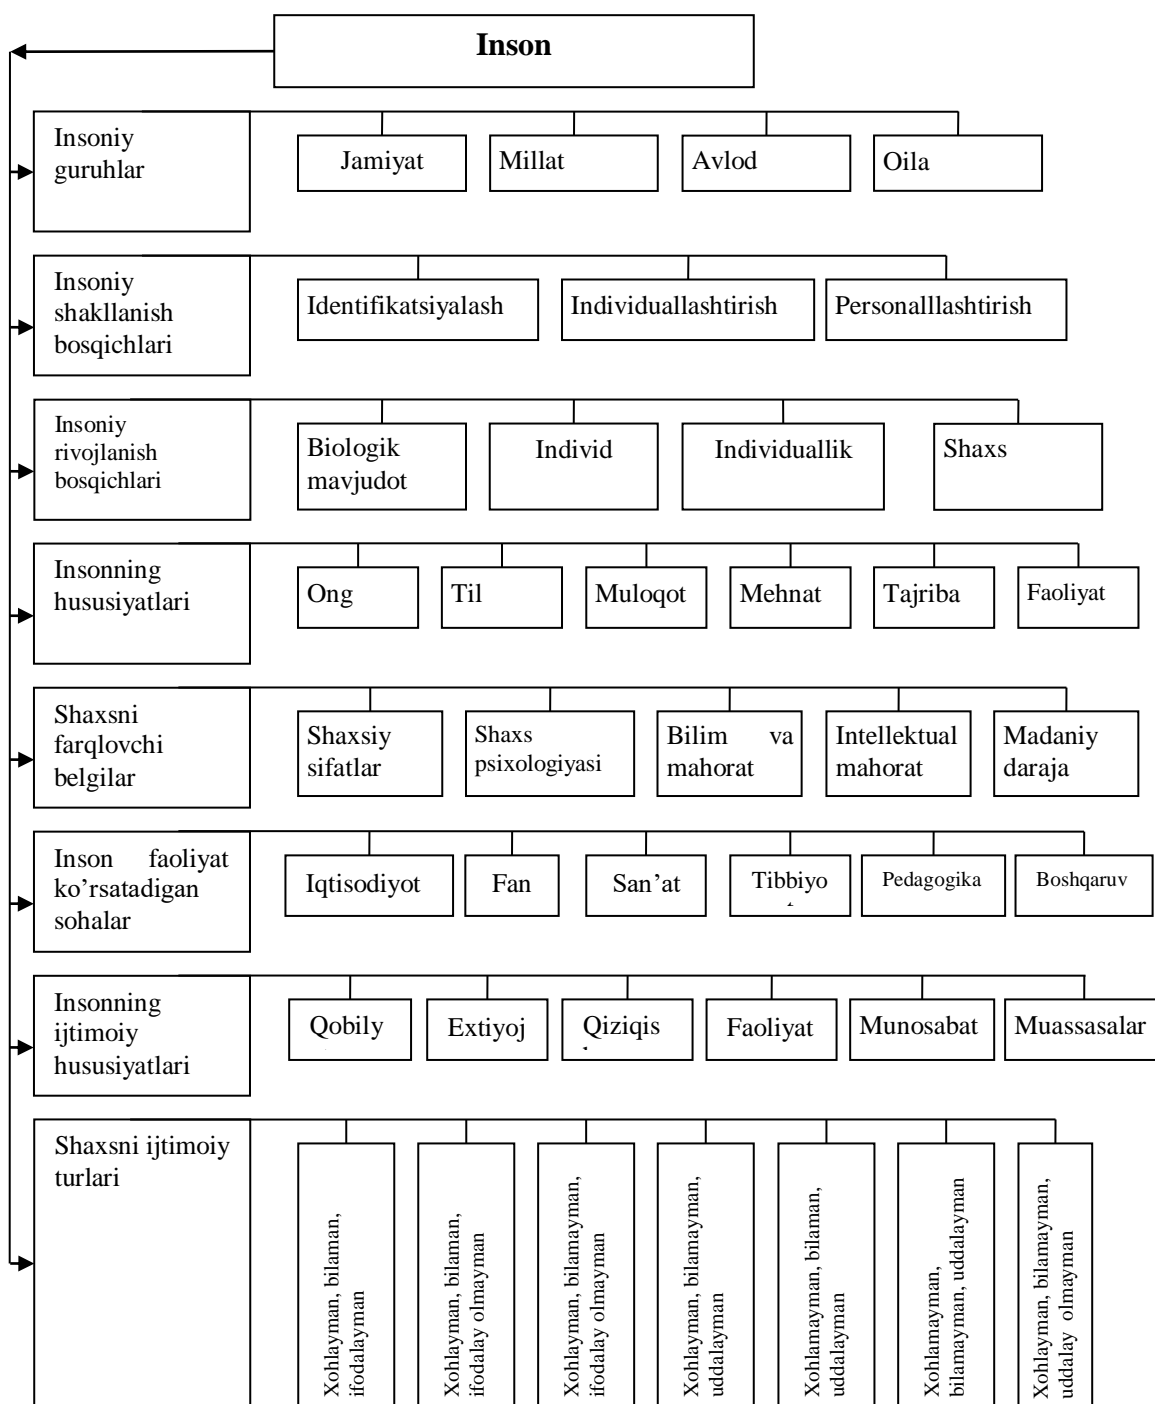 Inson
Insoniy
guruhlar
Jamiyat
Millat
Avlod
Oila
Insoniy
shakllanish
bosqichlari
Identifikatsiyalash
Individuallashtirish
Personalllashtirish
Insoniy
rivojlanish
bosqichlari
Biologik
mavjudot
Individ
Individuallik
Shaxs
Insonning
hususiyatlari
Ong
Til
Muloqot
Mehnat
Tajriba
Faoliyat
Shaxsni
farqlovchi
belgilar
Shaxsiy
sifatlar
Shaxs
psixologiyasi
Bilim va
mahorat
Intellektual
mahorat
Madaniy
daraja
Inson faoliyat
ko’rsatadigan
sohalar
Iqtisodiyot
Fan
San’at
Tibbiyo
Pedagogika
Boshqaruv
Insonning
ijtimoiy
hususiyatlari
Qobily
Extiyoj
Qiziqis
Faoliyat
Munosabat
Muassasalar
Shaxsni ijtimoiy
turlari
Xohlayman, bilaman,
ifodalayman
Xohlayman, bilaman,
ifodalay olmayman
Xohlayman, bilamayman,
ifodalay olmayman
Xohlayman, bilamayman,
uddalayman
Xohlamayman, bilaman,
uddalayman
Xohlamayman,
bilamayman, uddalayman
Xohlayman, bilamayman,
uddalay olmayman